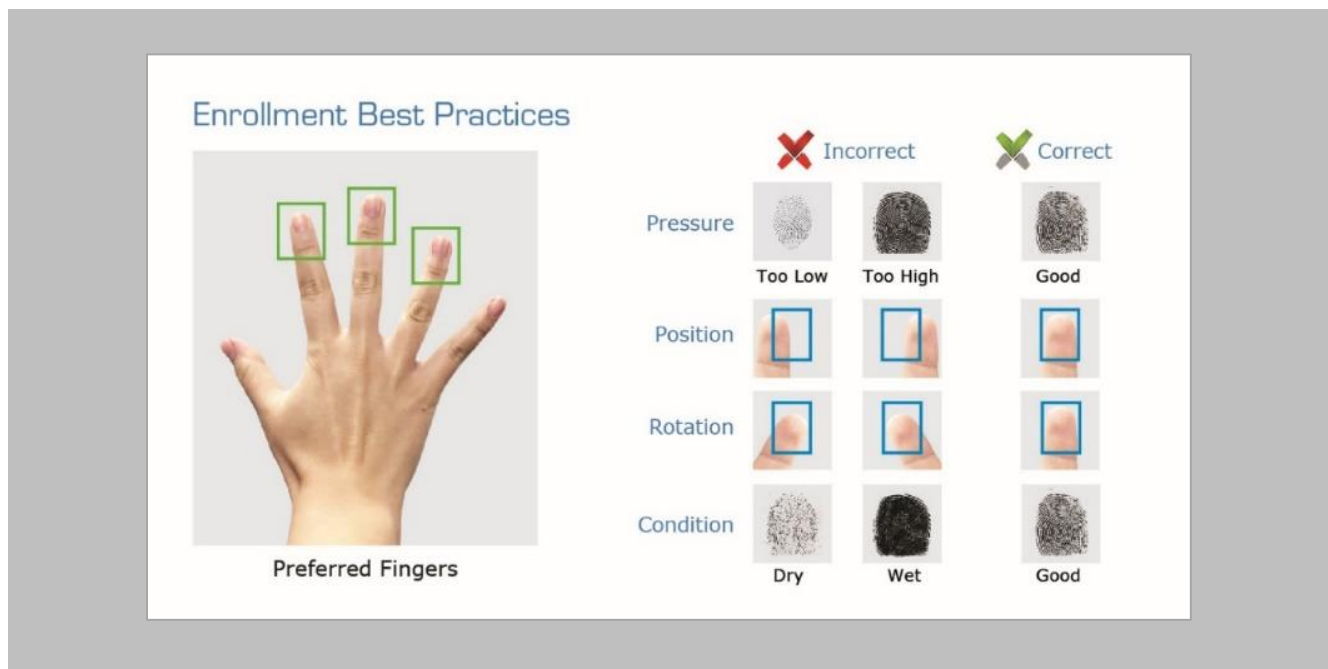 Enrollment Best Practices
Incorrect
Correct
Pressure
Too Low
Too High
Good
Position
Rotation
Condition
Dry
Wet
Good
Preferred Fingers